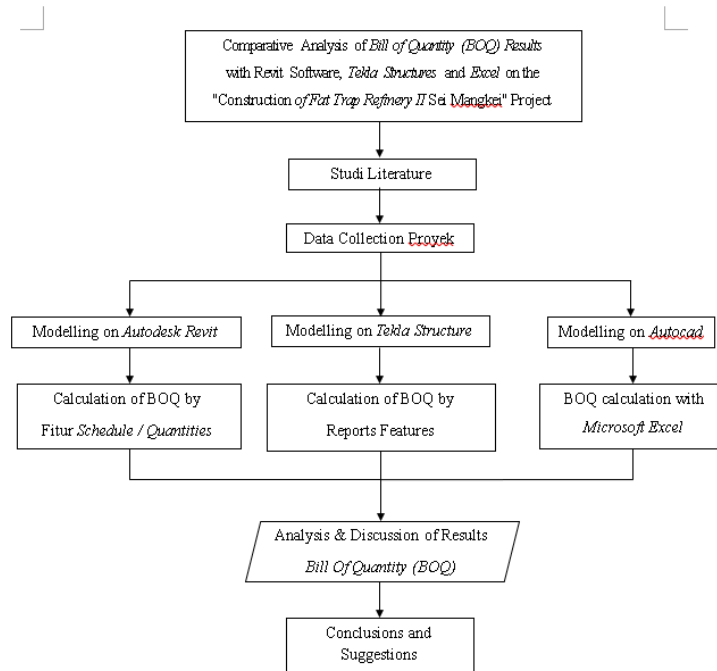 Comparative Analysis of Bill of Quantity (BOQ) Results
with Revit Software, Tekla Structures and Excel on the
"Construction of Fat Trap Refinery II Sei Mangkei" Project
Studi Literature
Data Collection Proyek
Modelling on Autodesk Revit
Modelling on Tekla Structure
Modelling on Autocad
Calculation of BOQ by
Fitur Schedule / Quantities
Calculation of BOQ by
Reports Features
BOQ calculation with
Microsoft Excel
Analysis & Discussion of Results
Bill Of Quantity (BOQ)
Conclusions and
Suggestions